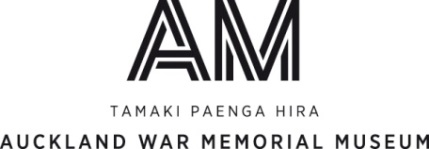 AM
TAMAKI PAENGA HIRA
AUCKLAND WAR MEMORIAL MUSEUM